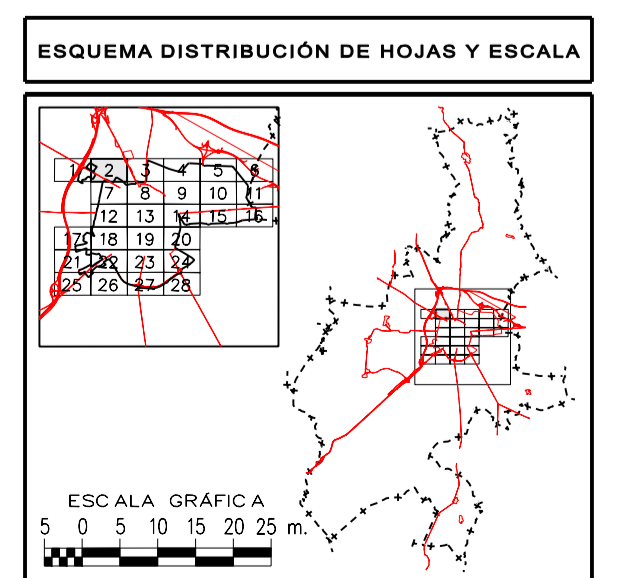 ESQUEMA DISTRIBUCIÓN DE HOJAS Y ESCALA
1 2 3 4 5 6
7 8 9 10 11
12 13 14 15 16
17 18 19 20
21 22 23 24
25 26 27 28
ESCALA GRÁFICA
5 0 5 10 15 20 25 m.